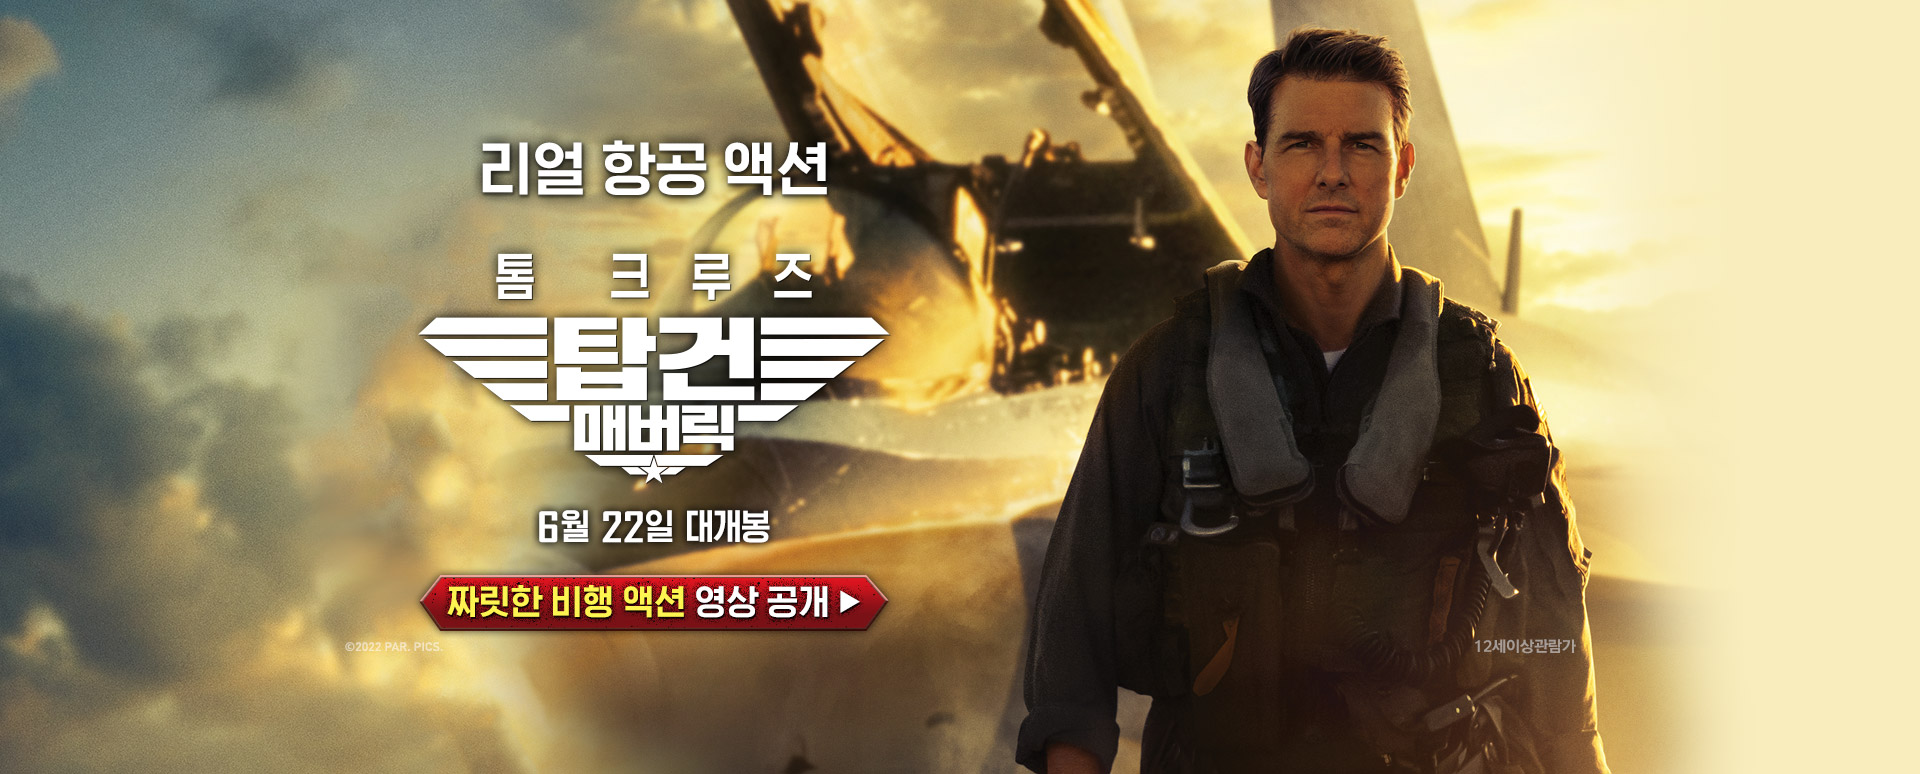 리얼 항공 액션
톰 크루즈
탑건
매버릭
6월 22일 대개봉
짜릿한 비행 액션 영상 공개 ▶
©2022 PAR. PICS.
12세이상관람가